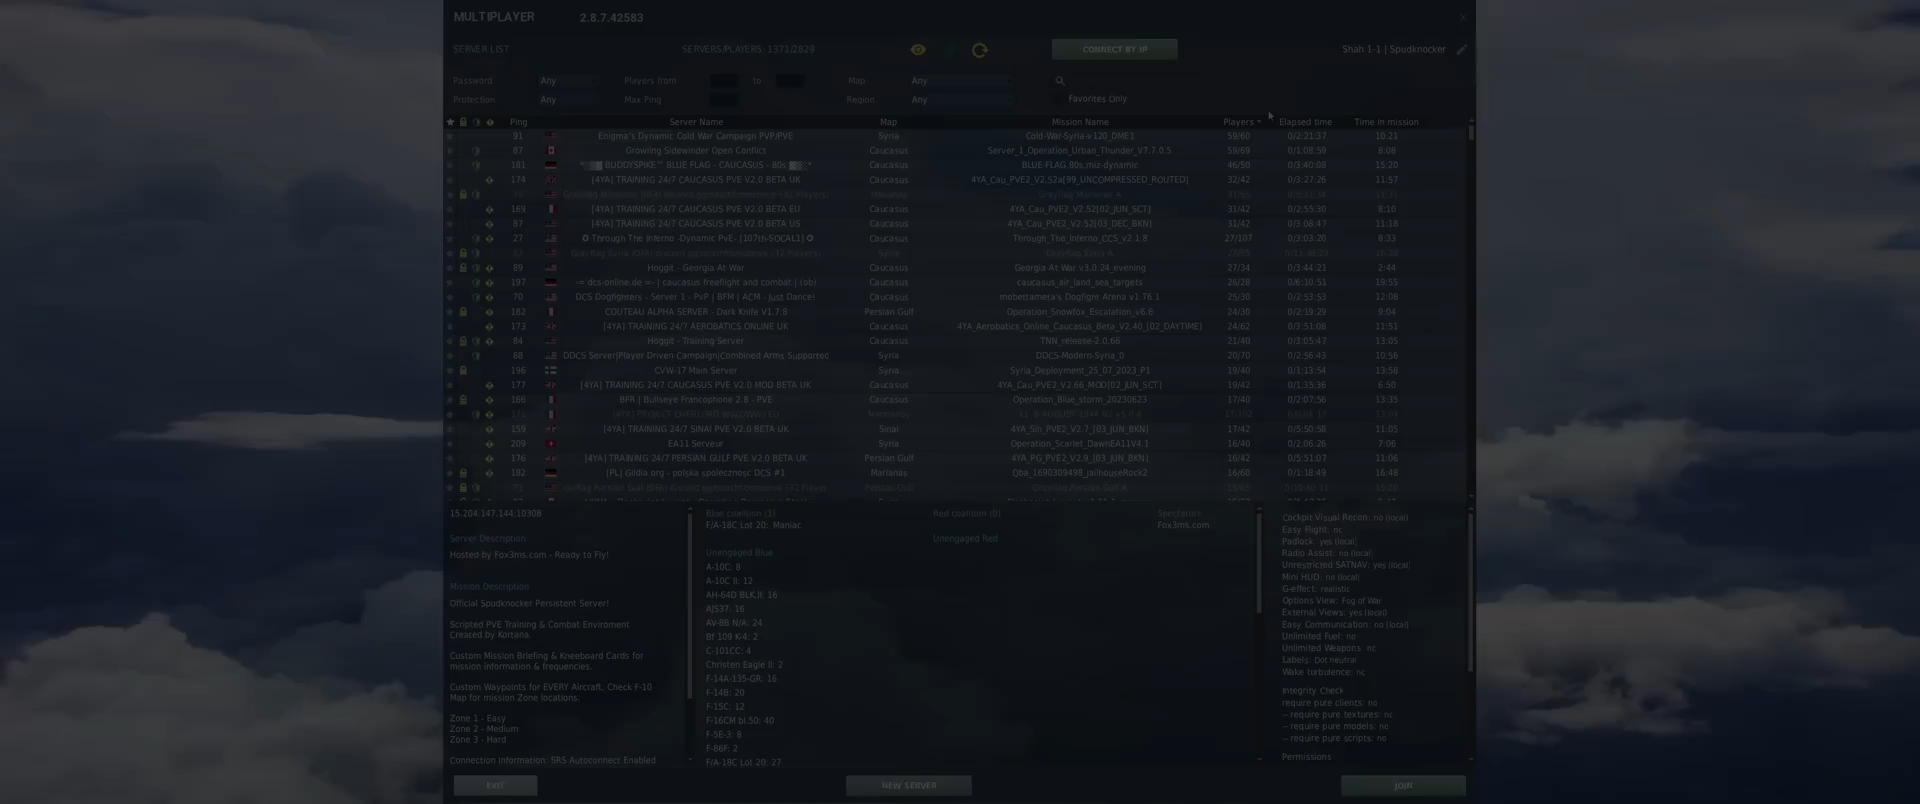 MULTIPLAYER 2.8.7.42583
SERVER LIST SERVERS/PLAYERS: 1371/2829 CONNECT BY IP Shah 1-1 | Spudknocker
Password Any Players from to Map Any
Protection Any Max Ping Region Any Favorites Only
Ping Server Name Map Mission Name Players Elapsed time Time in mission
91 Enigma's Dynamic Cold War Campaign PVP/PVE Syria Cold-War-Syria-v120_DME1 59/60 0/2:21:37 10:21
87 Growling Sidewinder Open Conflict Caucasus Server_1_Operation_Urban_Thunder_V7.7.0.5 59/69 0/1:08:59 8:08
181 BUDDYSPIKE™ BLUE FLAG - CAUCASUS - 80s Caucasus BLUE-FLAG.80s.miz-dynamic 46/50 0/3:40:08 15:20
174 [4YA] TRAINING 24/7 CAUCASUS PVE V2.0 BETA UK Caucasus 4YA_Cau_PVE2_V2.52a[99_UNCOMPRESSED_ROUTED] 32/42 0/3:27:26 11:57
169 [4YA] TRAINING 24/7 CAUCASUS PVE V2.0 BETA EU Caucasus 4YA_Cau_PVE2_V2.52[02_JUN_SCT] 31/42 0/2:55:30 8:10
87 [4YA] TRAINING 24/7 CAUCASUS PVE V2.0 BETA US Caucasus 4YA_Cau_PVE2_V2.52[03_DEC_BKN] 31/42 0/3:08:47 11:18
27 Through The Inferno -Dynamic PvE- [107th-SOCAL1] Caucasus Through_The_Inferno_CCS_v2.1.8 27/107 0/3:03:20 8:33
89 Hoggit - Georgia At War Caucasus Georgia At War v3.0.24_evening 27/34 0/3:44:21 2:44
197 -= dcs-online.de =- | caucasus freeflight and combat | (ob) Caucasus caucasus_air_land_sea_targets 26/28 0/6:10:51 19:55
70 DCS Dogfighters - Server 1 - PvP | BFM | ACM - Just Dance! Caucasus mobettameta's Dogfight Arena v1.76.1 25/30 0/2:53:53 12:08
182 COUTEAU ALPHA SERVER - Dark Knife V1.7.8 Persian Gulf Operation_Snowfox_Escalation_v6.6 24/30 0/2:19:29 9:04
173 [4YA] TRAINING 24/7 AEROBATICS ONLINE UK Caucasus 4YA_Aerobatics_Online_Caucasus_Beta_V2.40_[02_DAYTIME] 24/62 0/3:51:08 11:51
84 Hoggit - Training Server Caucasus TNN_release-2.0.66 21/40 0/3:05:47 13:05
88 DDCS Server|Player Driven Campaign|Combined Arms Supported Syria DDCS-Modern-Syria_0 20/70 0/2:56:43 10:56
196 CVW-17 Main Server Syria Syria_Deployment_25_07_2023_P1 19/40 0/1:13:54 13:58
177 [4YA] TRAINING 24/7 CAUCASUS PVE V2.0 MOD BETA UK Caucasus 4YA_Cau_PVE2_V2.66_MOD[02_JUN_SCT] 19/42 0/1:35:36 6:50
166 BFR | Bullseye Francophone 2.8 - PVE Caucasus Operation_Blue_storm_20230623 17/40 0/2:07:56 13:35
[4YA] PROJECT OVERLORD WW2/WWII EU Normandy
159 [4YA] TRAINING 24/7 SINAI PVE V2.0 BETA UK Sinai 4YA_Sin_PVE2_V2.7_[03_JUN_BKN] 17/42 0/5:50:58 11:05
209 EA11 Serveur Syria Operation_Scarlet_DawnEA11V4.1 16/40 0/2:06:26 7:06
176 [4YA] TRAINING 24/7 PERSIAN GULF PVE V2.0 BETA UK Persian Gulf 4YA_PG_PVE2_V2.9_[03_JUN_BKN] 16/42 0/5:51:07 11:06
182 [PL] Gildia.org - polska spolecznosc DCS #1 Marianas Qba_1690309498_JailhouseRock2 16/60 0/1:18:49 16:48
15.204.147.144:10308
Server Description
Hosted by Fox3ms.com - Ready to Fly!
Mission Description
Official Spudknocker Persistent Server!
Scripted PVE Training & Combat Enviroment
Created by Kortana.
Custom Mission Briefing & Kneeboard Cards for
mission information & frequencies.
Custom Waypoints for EVERY Aircraft, Check F-10
Map for mission Zone locations.
Zone 1 - Easy
Zone 2 - Medium
Zone 3 - Hard
Connection Information: SRS Autoconnect Enabled
Blue coalition (1) Red coalition (0) Spectators
F/A-18C Lot 20: Maniac Fox3ms.com
Unengaged Red
Unengaged Blue
A-10C: 8
A-10C II: 12
AH-64D BLK.II: 16
AJS37: 16
AV-8B N/A: 24
Bf 109 K-4: 2
C-101CC: 4
Christen Eagle II: 2
F-14A-135-GR: 16
F-14B: 20
F-15C: 12
F-16CM bl.50: 40
F-5E-3: 8
F-86F: 2
F/A-18C Lot 20: 27
Cockpit Visual Recon: no (local)
Easy Flight: no
Padlock: yes (local)
Radio Assist: no (local)
Unrestricted SATNAV: yes (local)
Mini HUD: no (local)
G-effect: realistic
Options View: Fog of War
External Views: yes (local)
Easy Communication: no (local)
Unlimited Fuel: no
Unlimited Weapons: no
Labels: Dot neutral
Wake turbulence: no
Integrity Check
require pure clients: no
-- require pure textures: no
-- require pure models: no
-- require pure scripts: no
Permissions
EXIT NEW SERVER JOIN